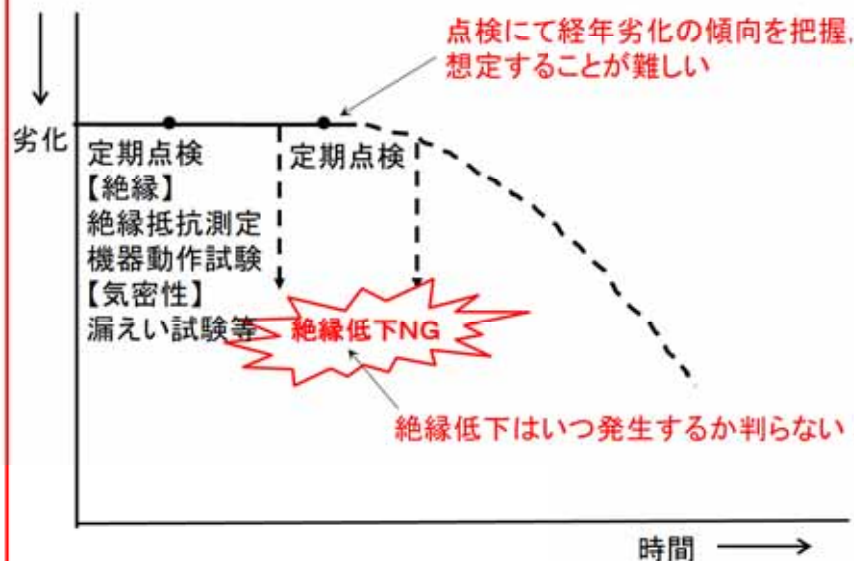 点検にて経年劣化の傾向を把握,
想定することが難しい
劣化
定期点検
定期点検
【絶縁】
絶縁抵抗測定
機器動作試験
【気密性】
漏えい試験等
絶縁低下NG
絶縁低下はいつ発生するか判らない
時間